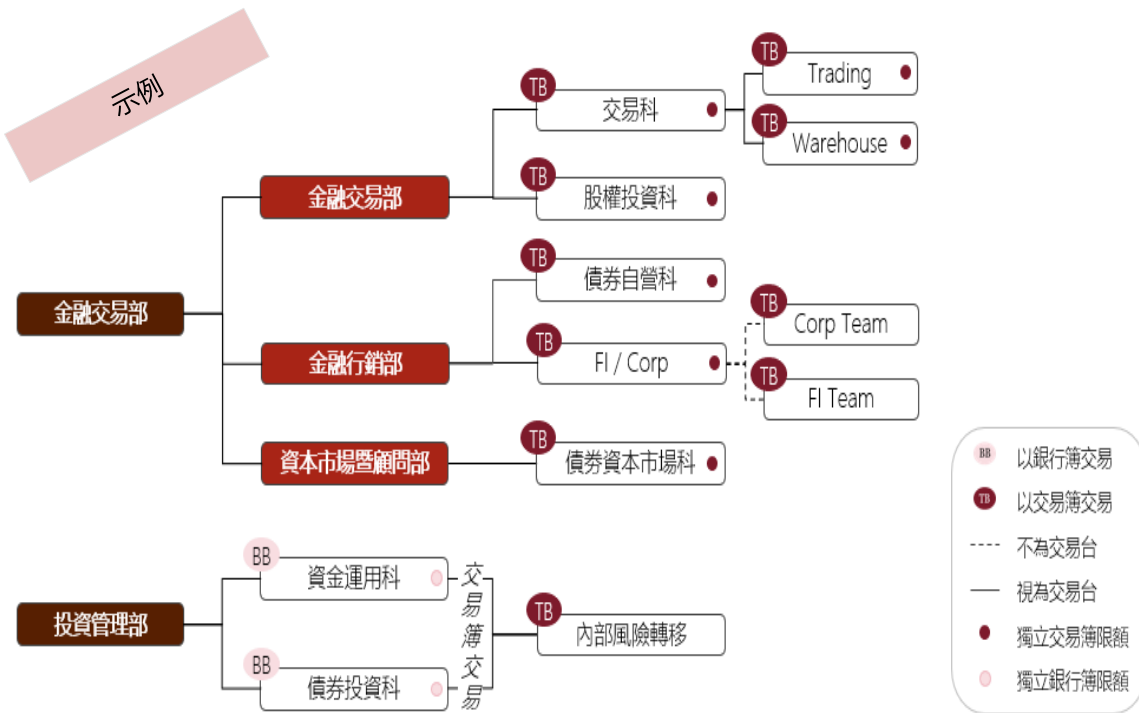 示例
金融交易部
金融交易部
TB
交易科
TB
Trading
TB
Warehouse
TB
股權投資科
金融行銷部
TB
債券自營科
TB
FI / Corp
TB
Corp Team
TB
FI Team
資本市場暨顧問部
TB
債券資本市場科
投資管理部
BB
資金運用科
BB
債券投資科
交易簿交易
TB
內部風險轉移
BB 以銀行簿交易
TB 以交易簿交易
不為交易台
視為交易台
獨立交易簿限額
獨立銀行簿限額